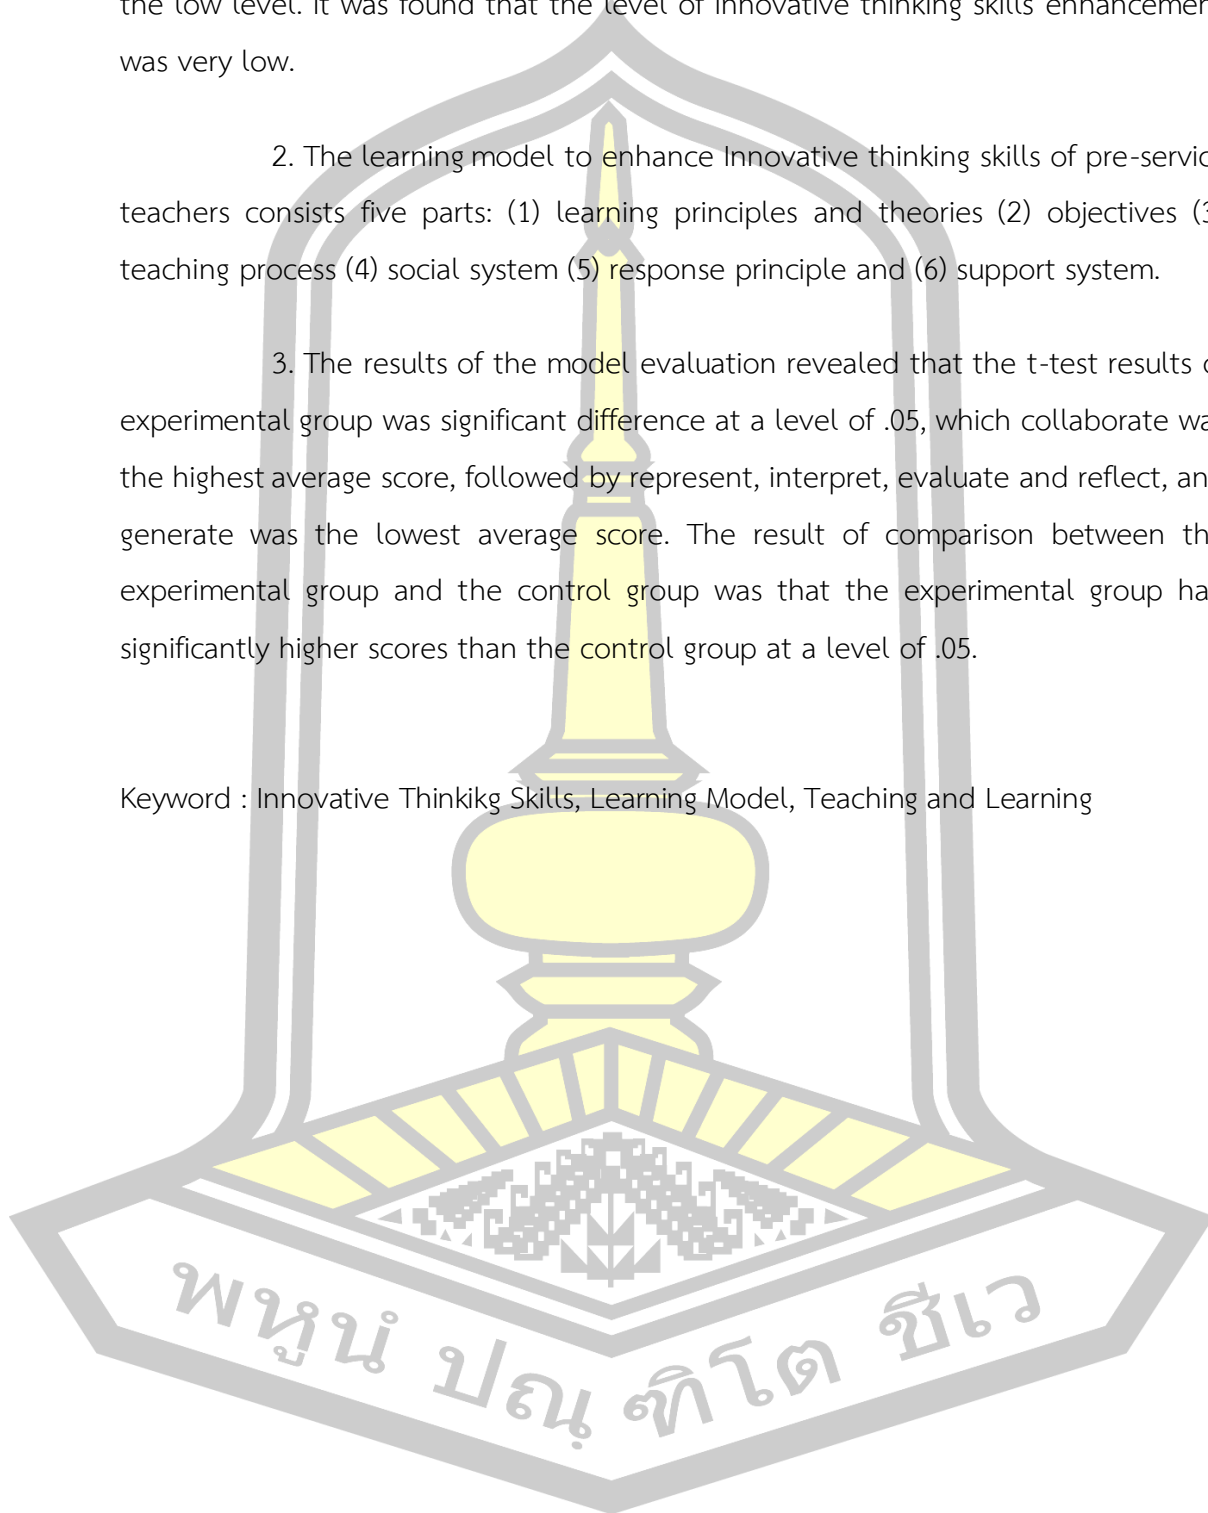 the low level. It was found that the level of Innovative thinking skills enhancemen
was very low.
2. The learning model to enhance Innovative thinking skills of pre-servic
teachers consists five parts: (1) learning principles and theories (2) objectives (3
teaching process (4) social system (5) response principle and (6) support system.
3. The results of the model evaluation revealed that the t-test results o
experimental group was significant difference at a level of .05, which collaborate wa
the highest average score, followed by represent, interpret, evaluate and reflect, an
generate was the lowest average score. The result of comparison between th
experimental group and the control group was that the experimental group ha
significantly higher scores than the control group at a level of .05.
Keyword : Innovative Thinkikg Skills, Learning Model, Teaching and Learning
พหูนํ ปณฺฑิโต ชีเว